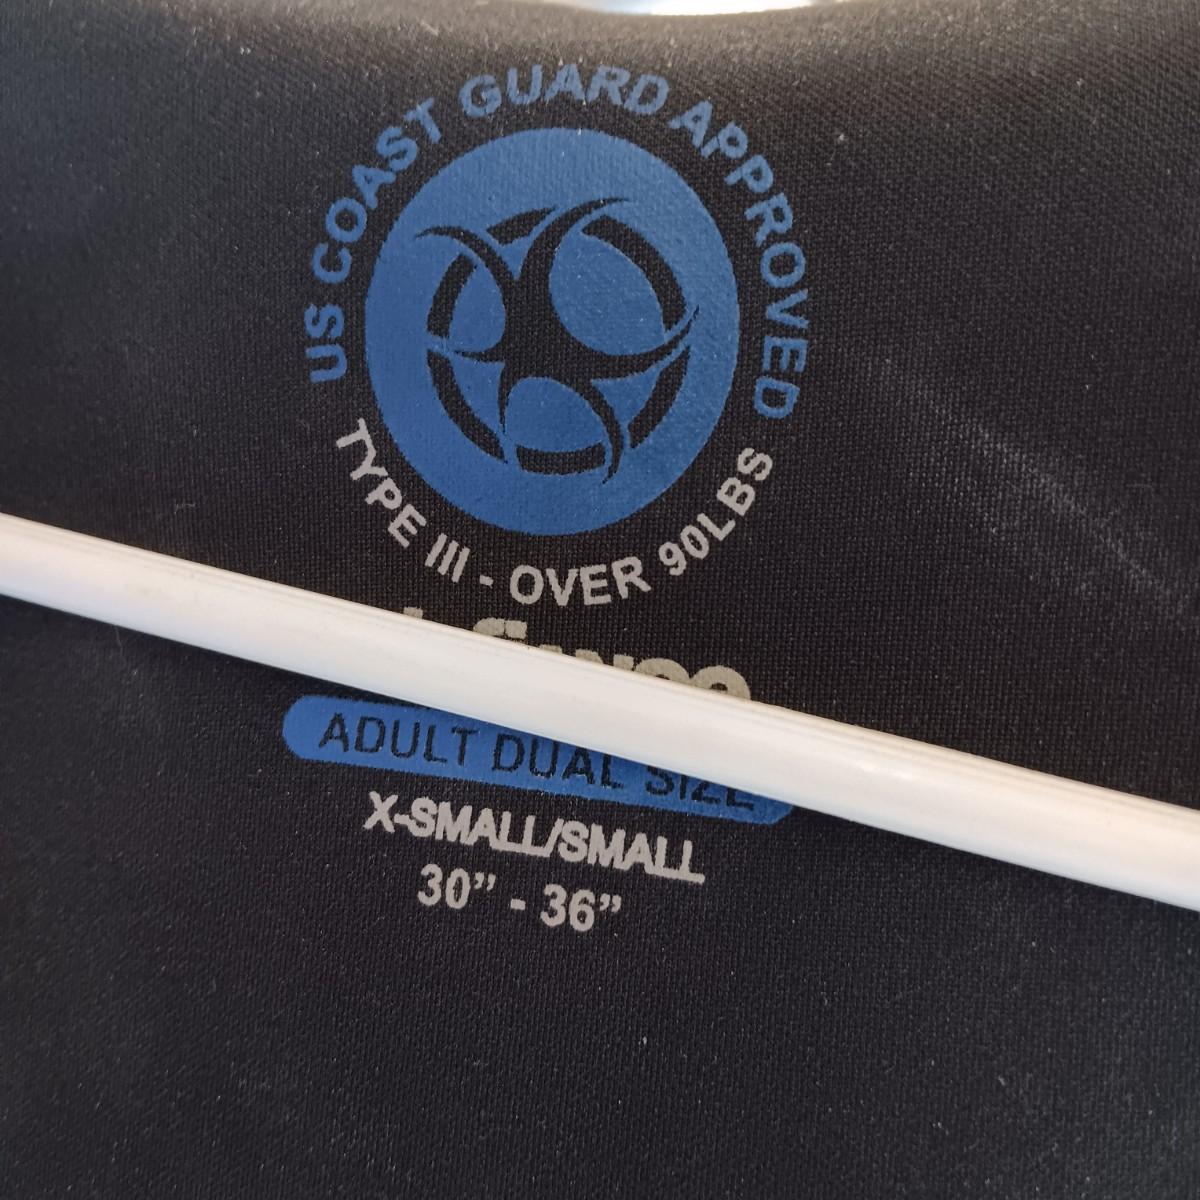 US COAST GUARD APPROVED
TYPE III - OVER 90LBS
ADULT DUAL SIZE
X-SMALL/SMALL
30” - 36”